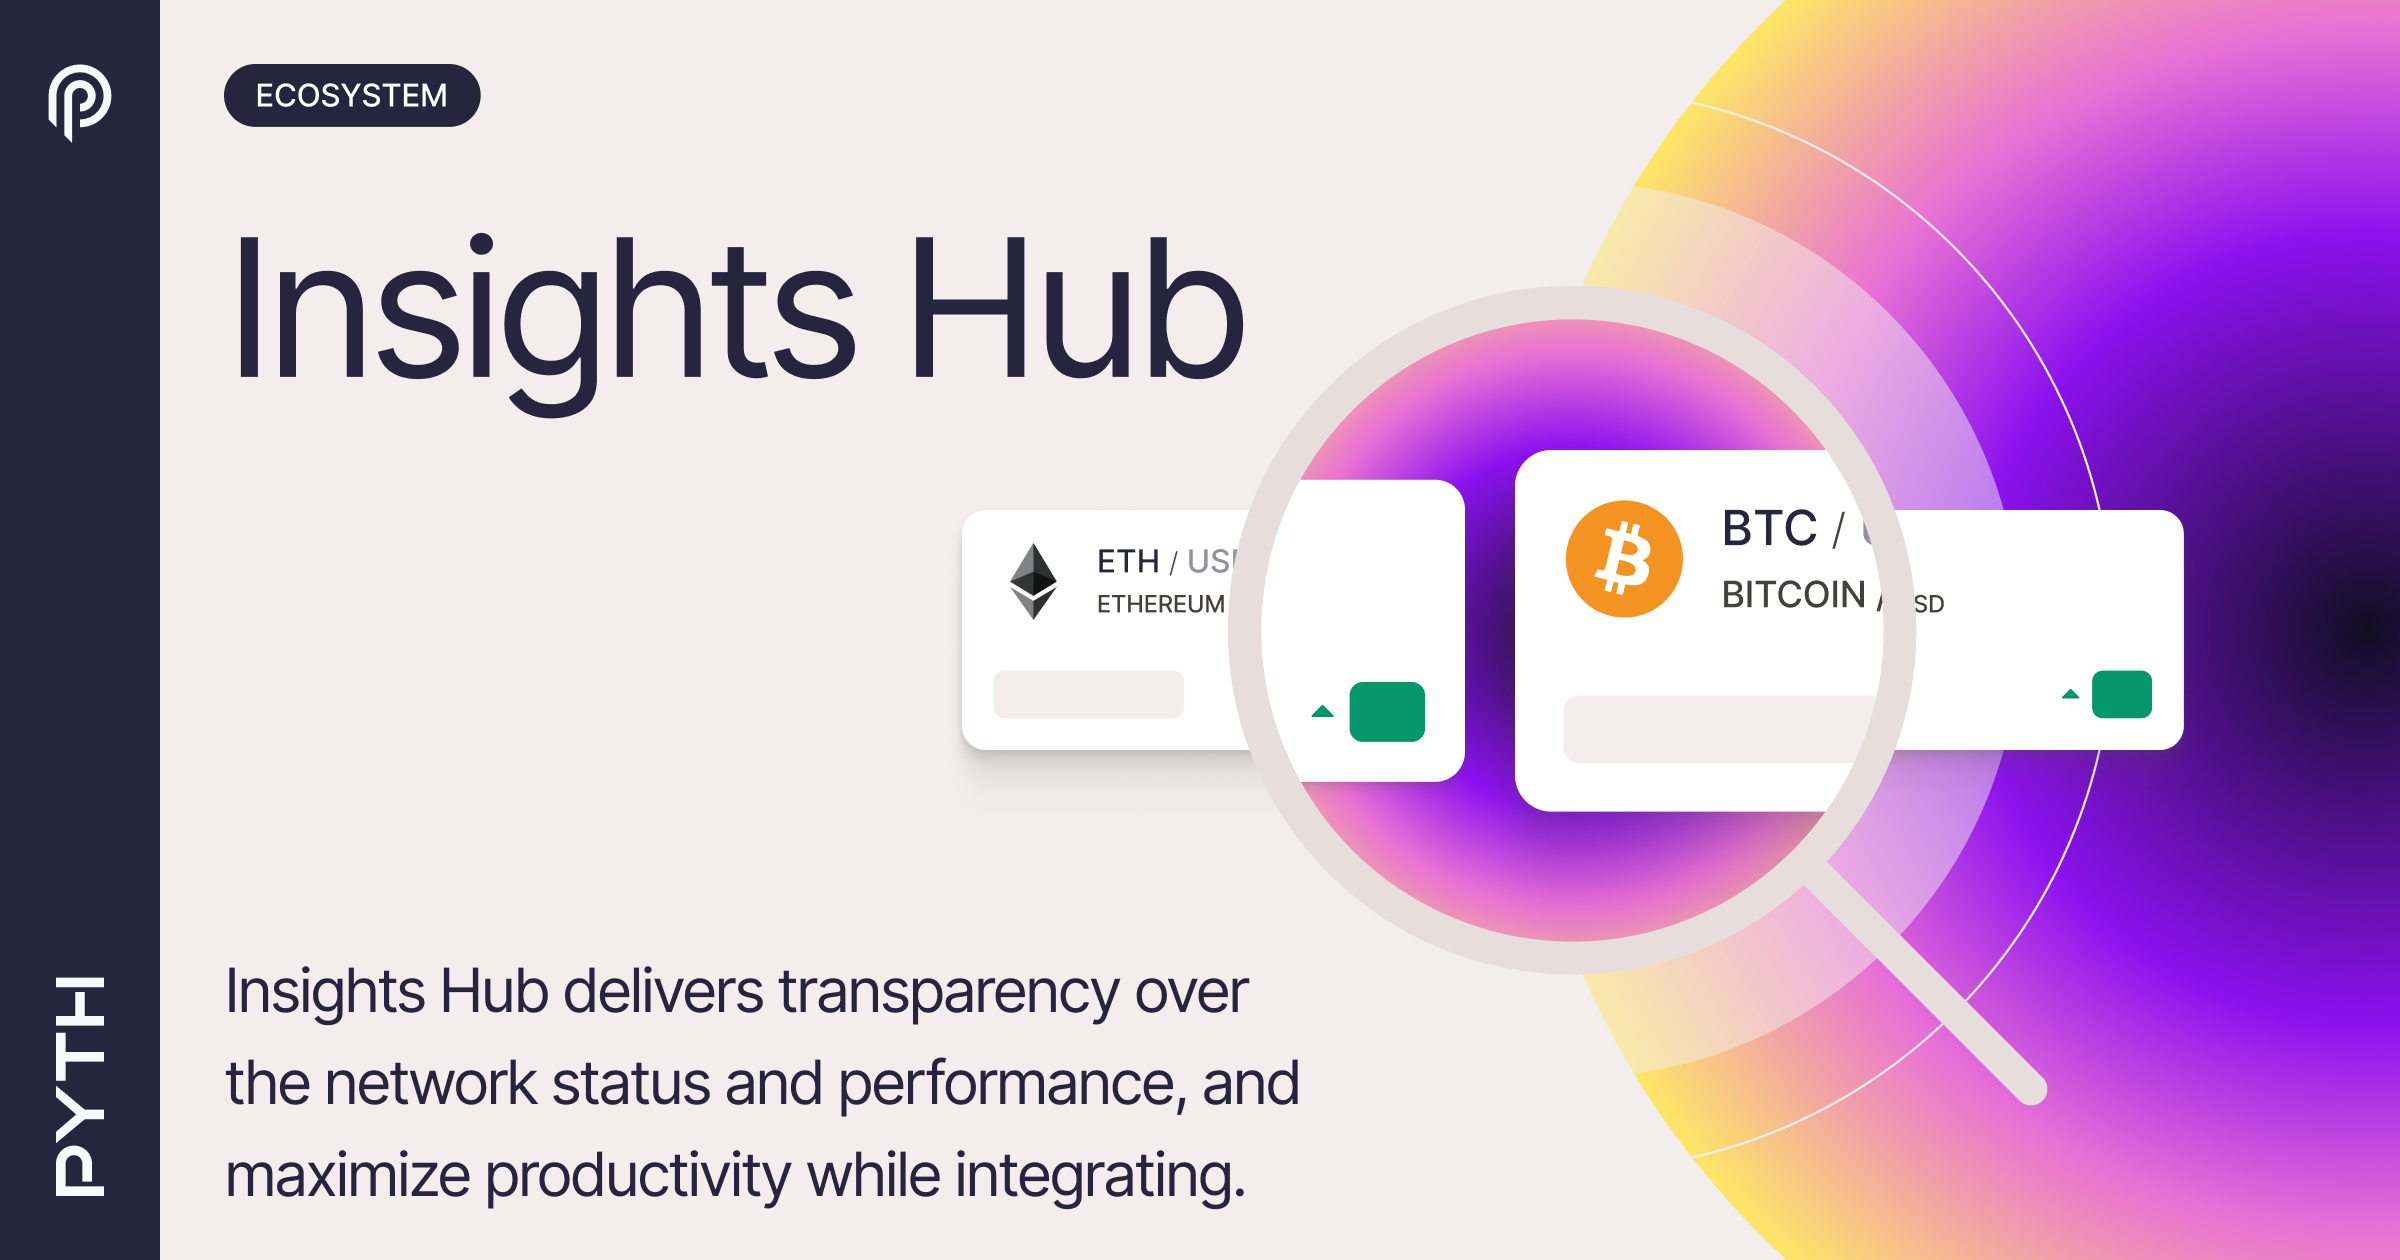 ECOSYSTEM
Insights Hub
ETH / US
ETHEREUM
BTC /
BITCOIN /
SD
Insights Hub delivers transparency over
the network status and performance, and
maximize productivity while integrating.
PYTH